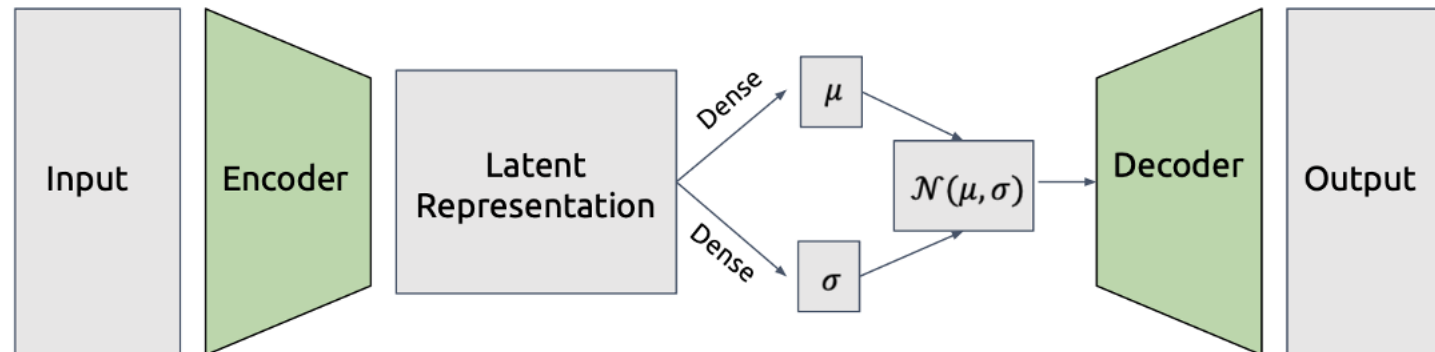 Input
Encoder
Latent
Representation
Dense
Dense
μ
σ
𝒩(μ, σ)
Decoder
Output